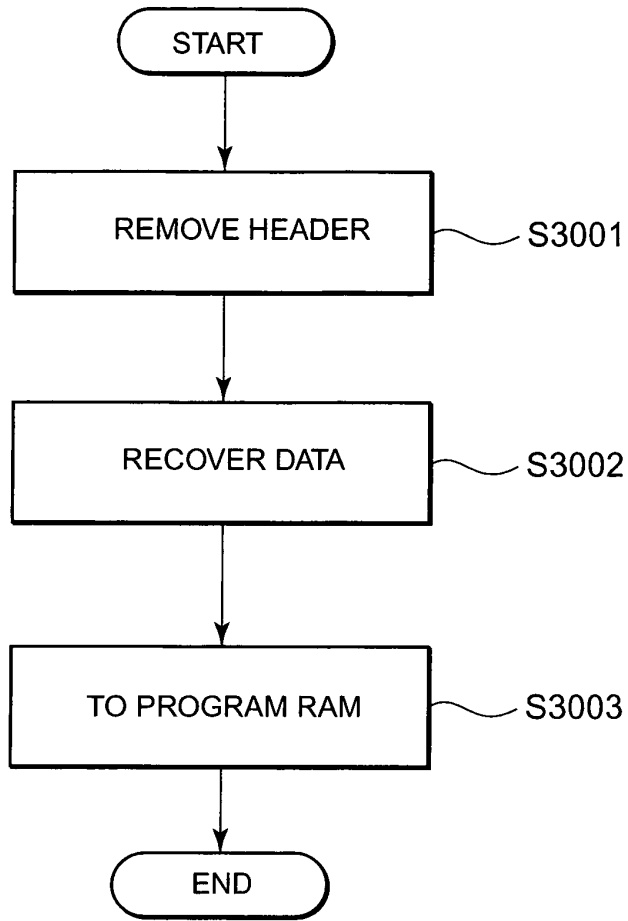 START
REMOVE HEADER
S3001
RECOVER DATA
S3002
TO PROGRAM RAM
S3003
END